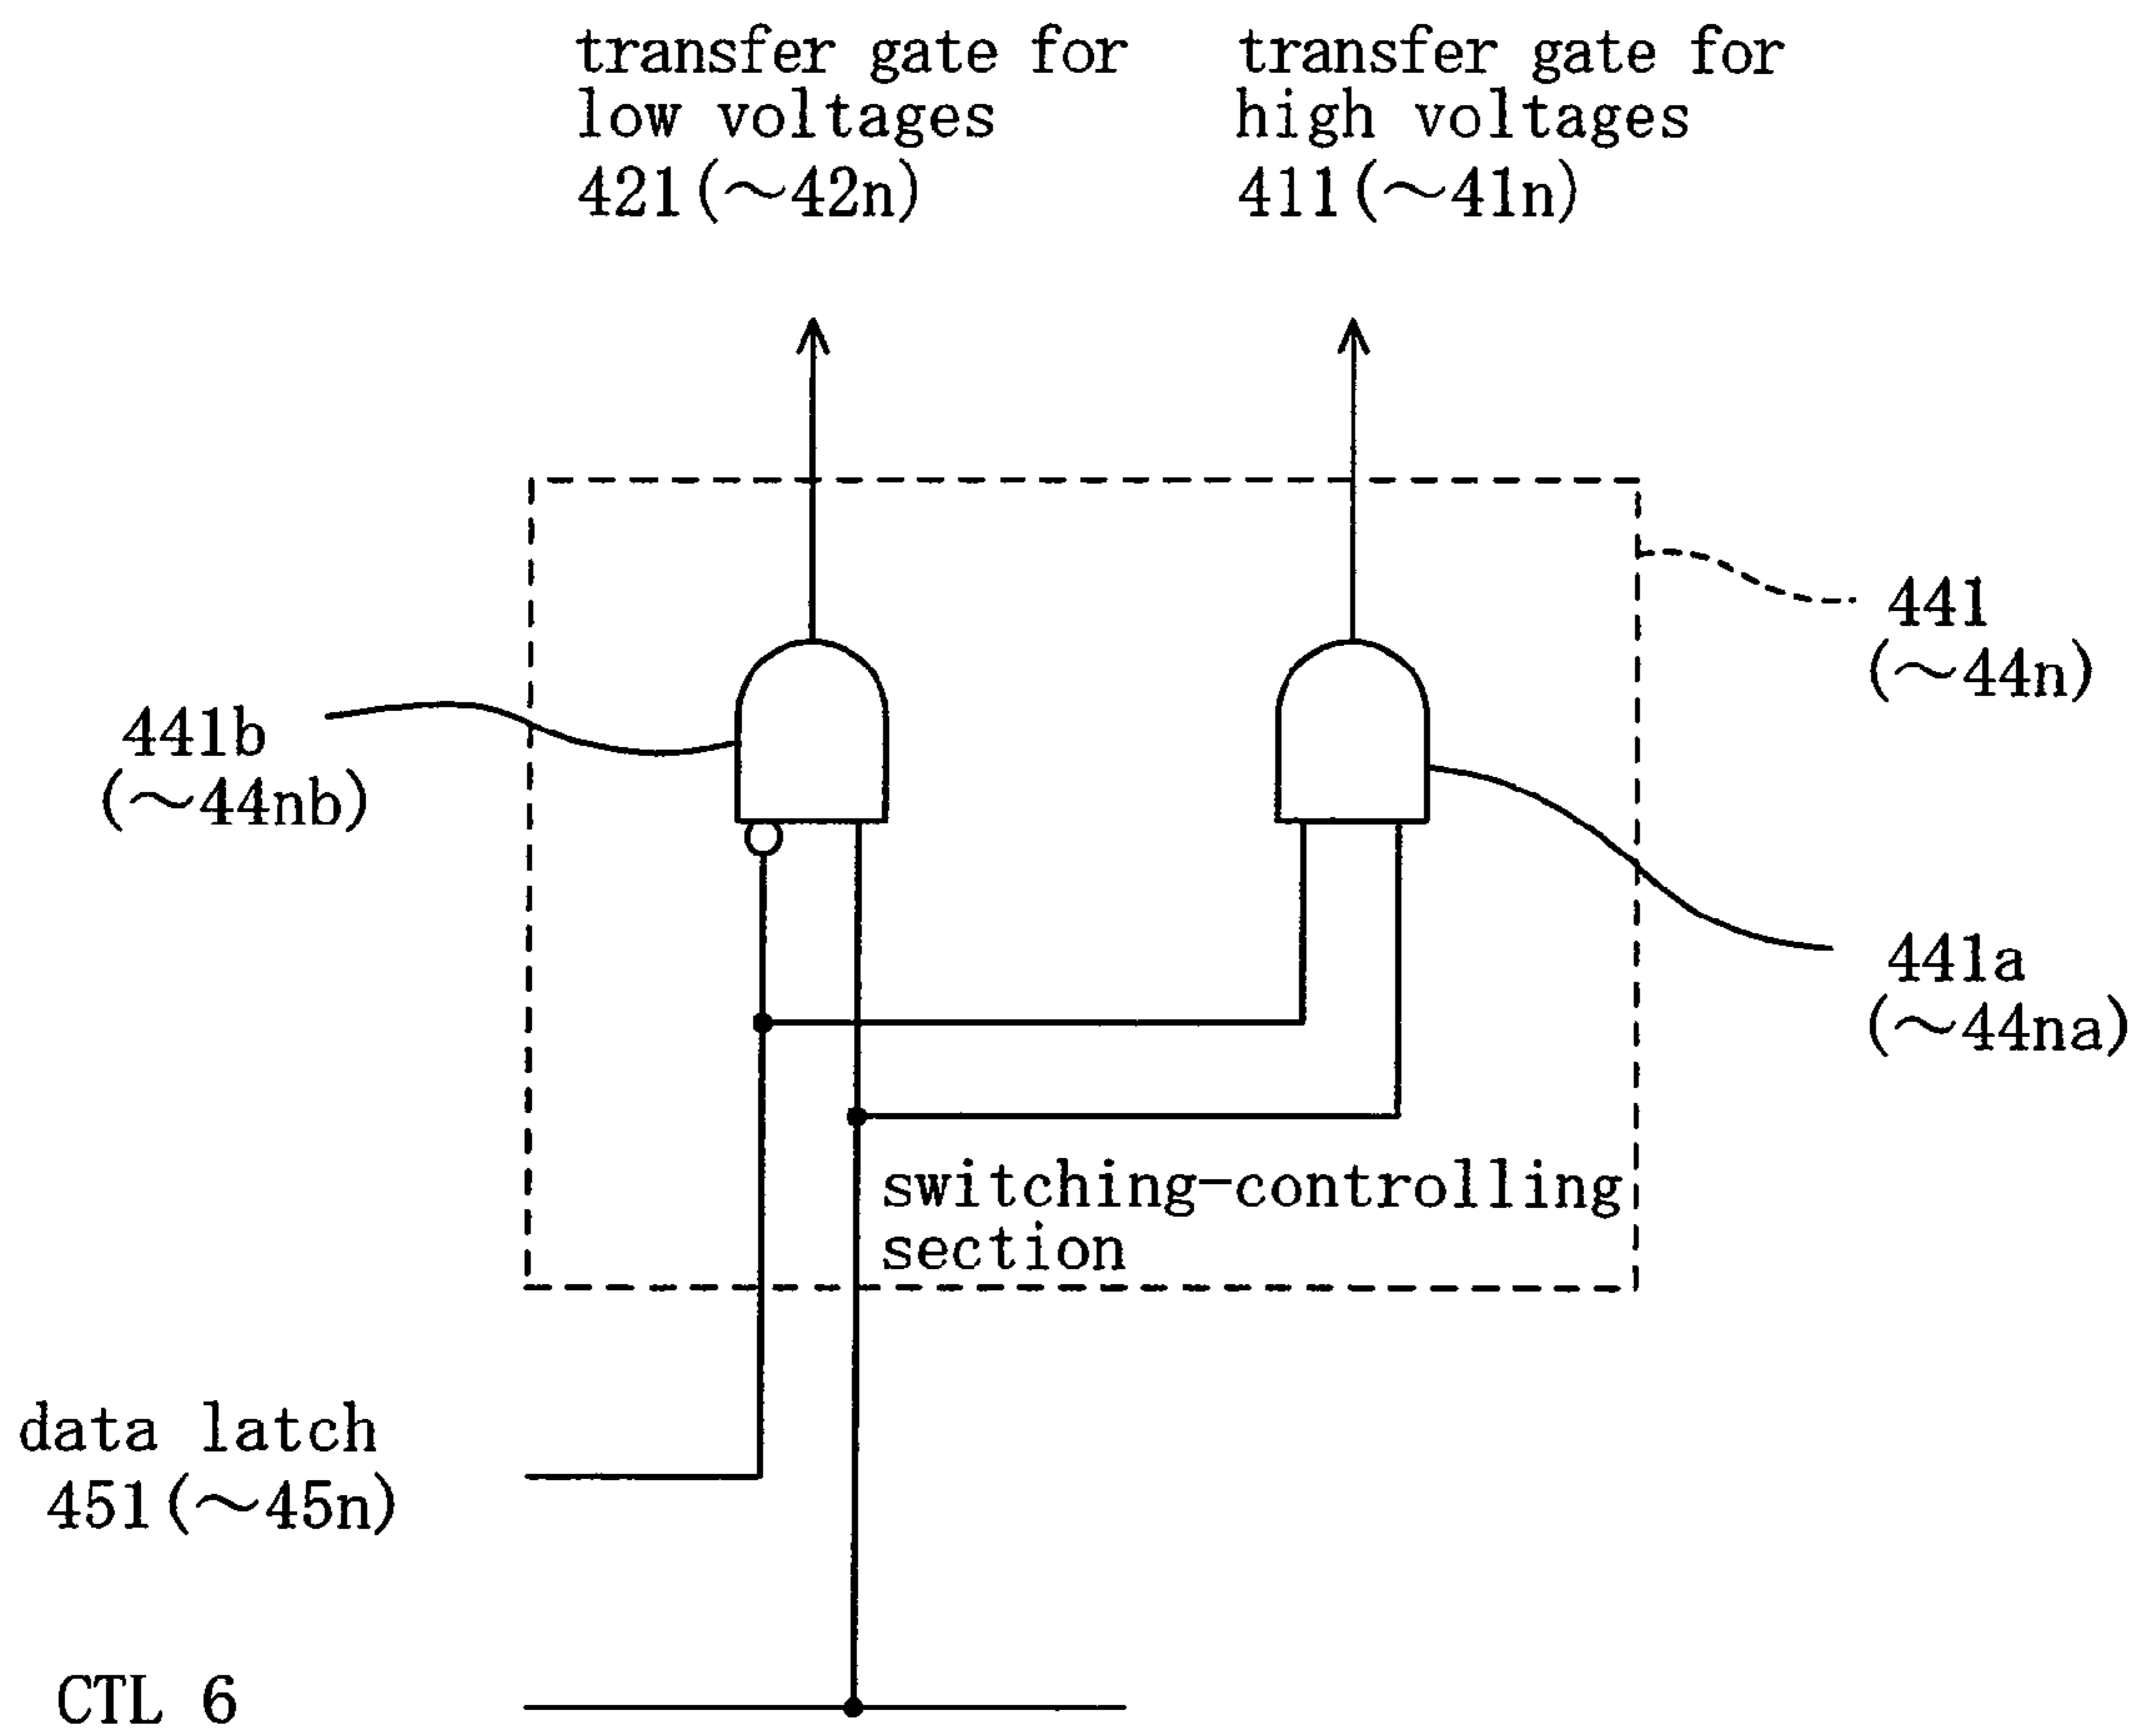 transfer gate for
low voltages
421(～42n)
transfer gate for
high voltages
411(～41n)
441
(～44n)
441b
(～44nb)
441a
(～44na)
switching-controlling
section
data latch
451(～45n)
CTL 6